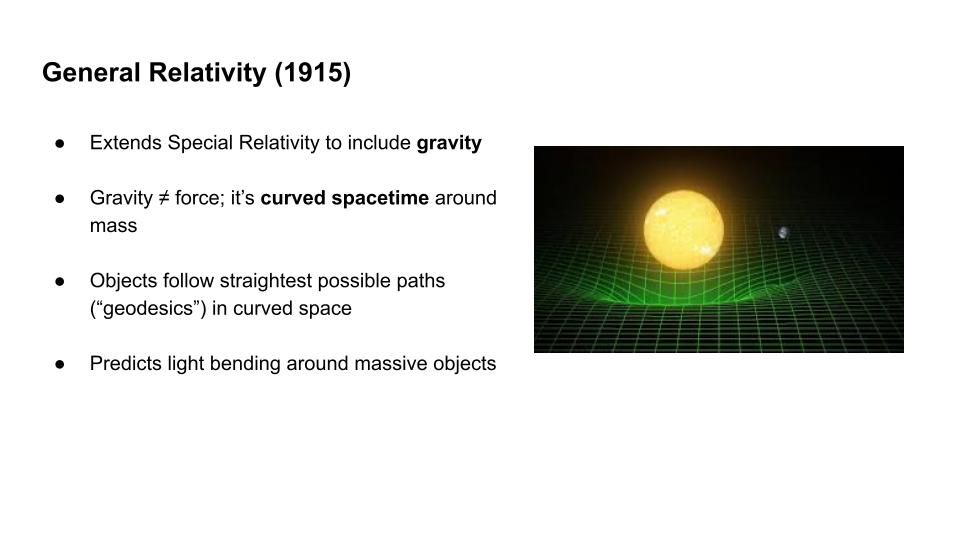 General Relativity (1915)
● Extends Special Relativity to include gravity
● Gravity ≠ force; it’s curved spacetime around
mass
● Objects follow straightest possible paths
(“geodesics”) in curved space
● Predicts light bending around massive objects